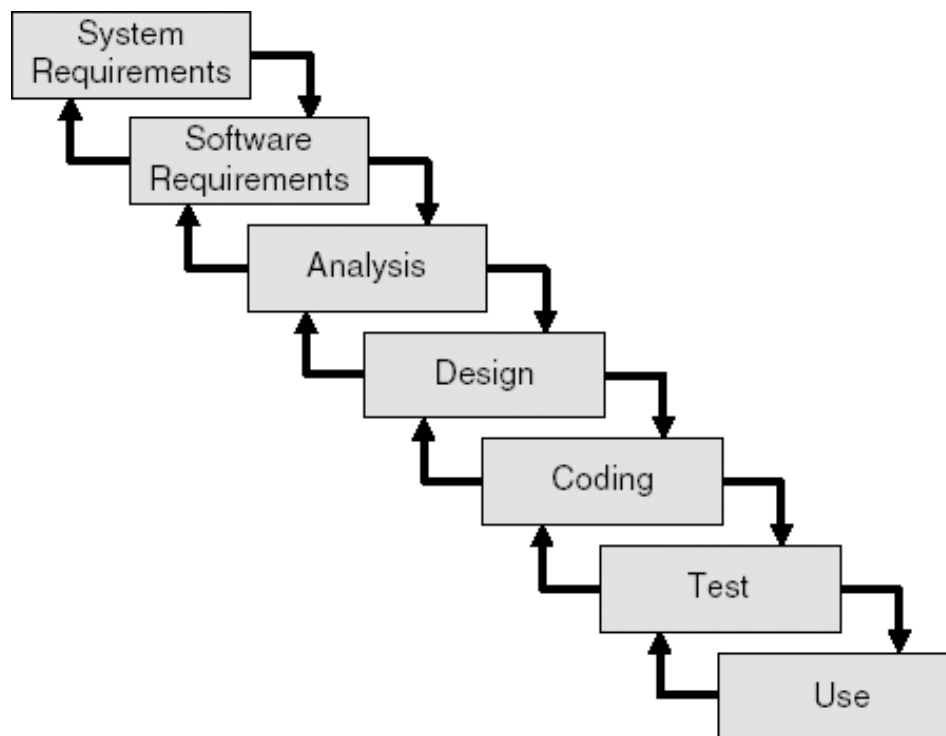 System
Requirements
Software
Requirements
Analysis
Design
Coding
Test
Use